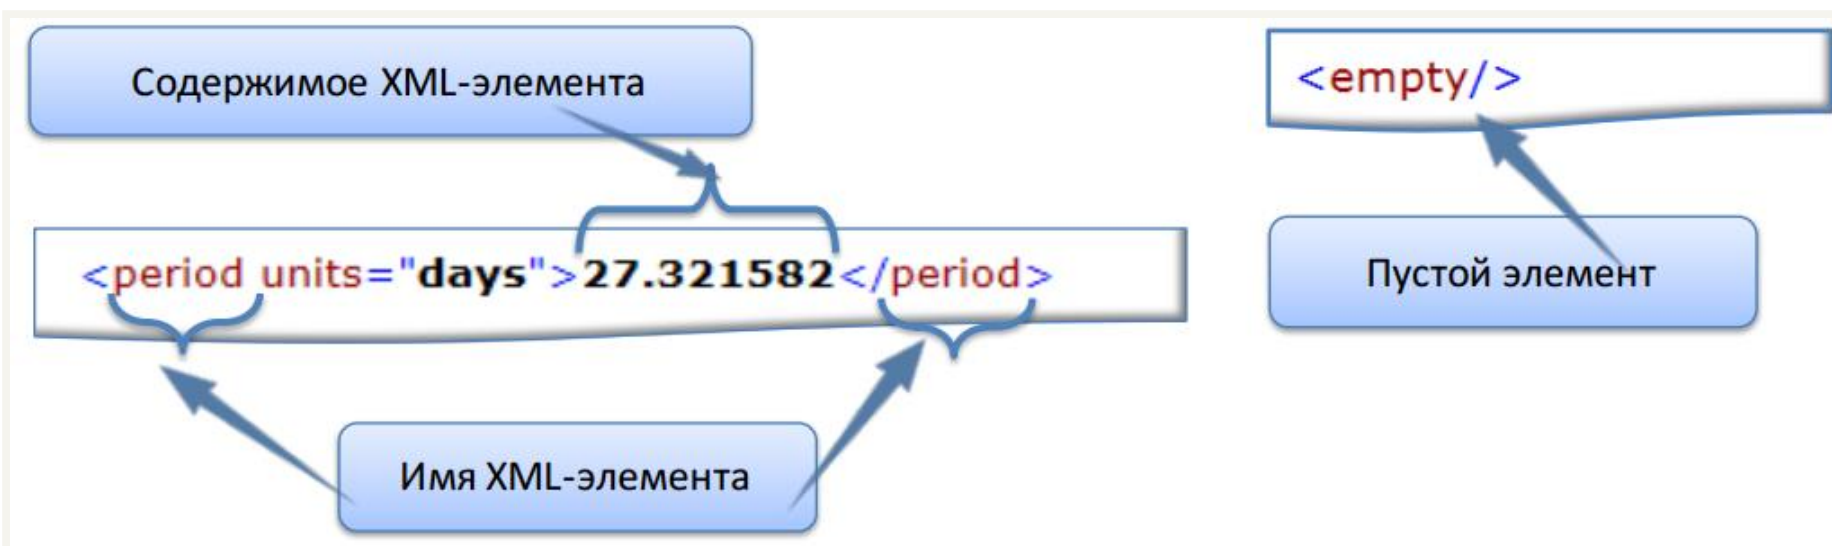 Содержимое XML-элемента
<empty/>
<period units="days">27.321582</period>
Пустой элемент
Имя XML-элемента